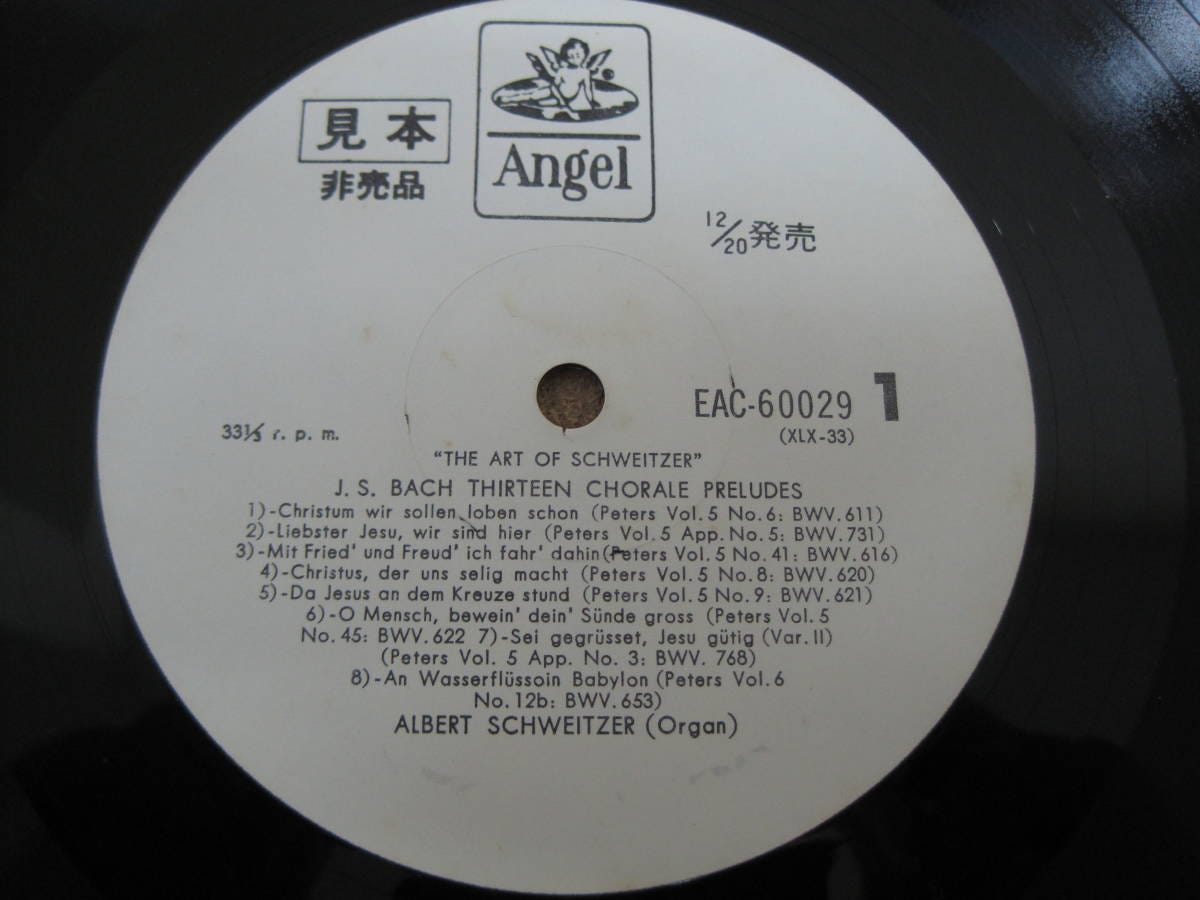 見本
非売品
Angel
12/20発売
EAC-60029 1
(XLX-33)
33⅓ r. p. m.
"THE ART OF SCHWEITZER"
J. S. BACH THIRTEEN CHORALE PRELUDES
1)-Christum wir sollen loben schon (Peters Vol.5 No.6: BWV.611)
2)-Liebster Jesu, wir sind hier (Peters Vol.5 App. No.5: BWV.731)
3)-Mit Fried' und Freud' ich fahr' dahin(Peters Vol.5 No.41: BWV.616)
4)-Christus, der uns selig macht (Peters Vol.5 No.8: BWV.620)
5)-Da Jesus an dem Kreuze stund (Peters Vol.5 No.9: BWV.621)
6)-O Mensch, bewein' dein' Sünde gross (Peters Vol.5
No.45: BWV.622 7)-Sei gegrüsset, Jesu gütig (Var.II)
(Peters Vol. 5 App. No. 3: BWV. 768)
8)-An Wasserflüssoin Babylon (Peters Vol.6
No.12b: BWV.653)
ALBERT SCHWEITZER (Organ)